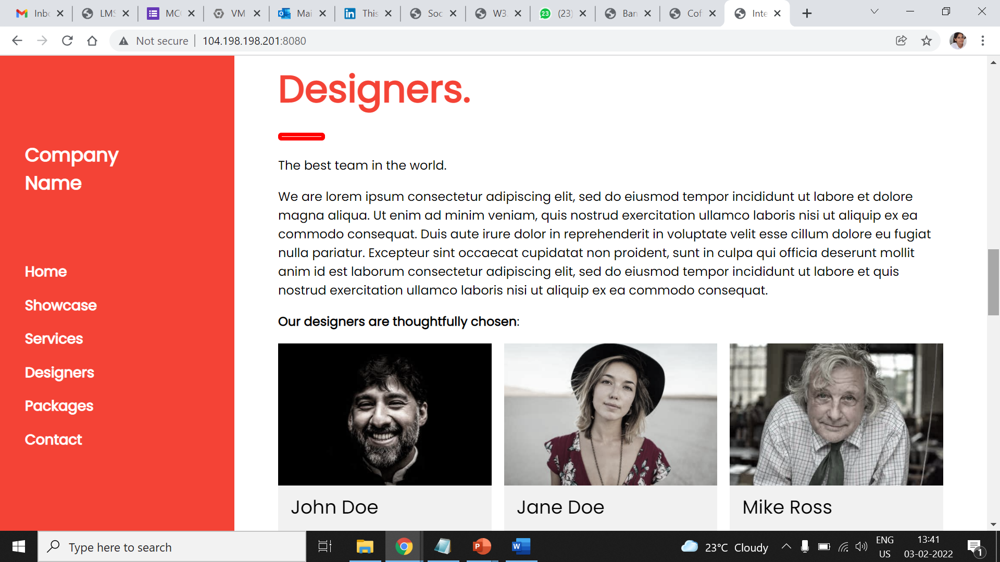 Inbc
LMS
MCC
VM
Mai
This
Soc
W3.
(23)
Ban
Cof
Inte
Not secure
104.198.198.201:8080
Company
Name
Home
Showcase
Services
Designers
Packages
Contact
Designers.
The best team in the world.
We are lorem ipsum consectetur adipiscing elit, sed do eiusmod tempor incididunt ut labore et dolore
magna aliqua. Ut enim ad minim veniam, quis nostrud exercitation ullamco laboris nisi ut aliquip ex ea
commodo consequat. Duis aute irure dolor in reprehenderit in voluptate velit esse cillum dolore eu fugiat
nulla pariatur. Excepteur sint occaecat cupidatat non proident, sunt in culpa qui officia deserunt mollit
anim id est laborum consectetur adipiscing elit, sed do eiusmod tempor incididunt ut labore et quis
nostrud exercitation ullamco laboris nisi ut aliquip ex ea commodo consequat.
Our designers are thoughtfully chosen:
John Doe
Jane Doe
Mike Ross
Type here to search
23°C Cloudy
ENG
US
13:41
03-02-2022
1